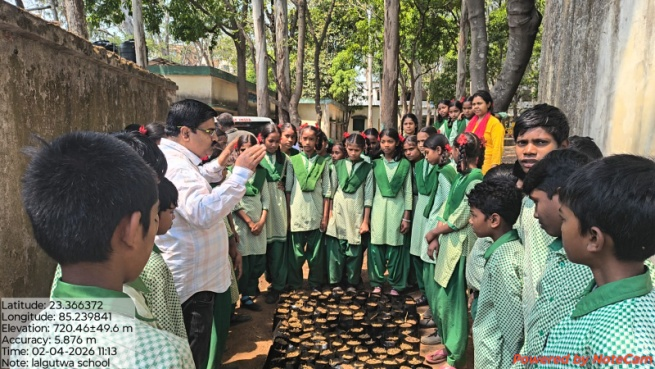 Latitude: 23.366372
Longitude: 85.239841
Elevation: 720.46±49.6 m
Accuracy: 5.876 m
Time: 02-04-2026 11:13
Note: lalgutwa school
Powered by NoteCam